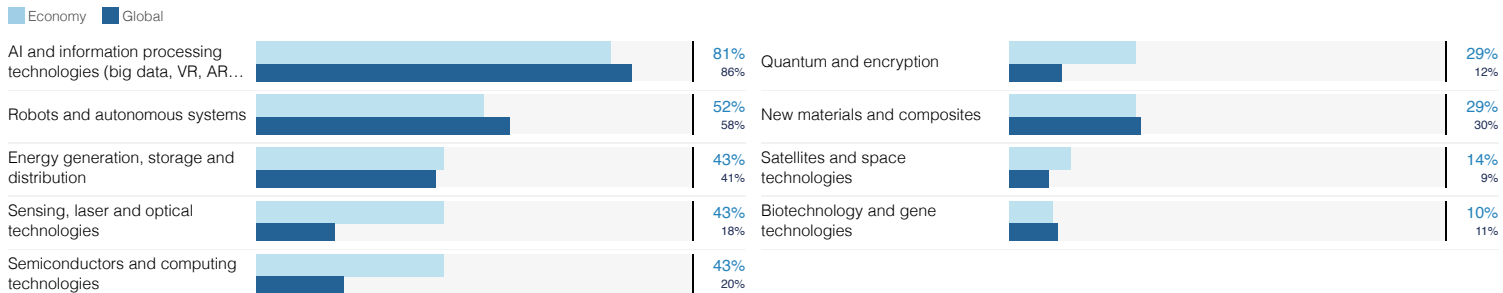 Economy Global
AI and information processing
technologies (big data, VR, AR...
81%
86%
Robots and autonomous systems
52%
58%
Energy generation, storage and
distribution
43%
41%
Sensing, laser and optical
technologies
43%
18%
Semiconductors and computing
technologies
43%
20%
Quantum and encryption
29%
12%
New materials and composites
29%
30%
Satellites and space
technologies
14%
9%
Biotechnology and gene
technologies
10%
11%